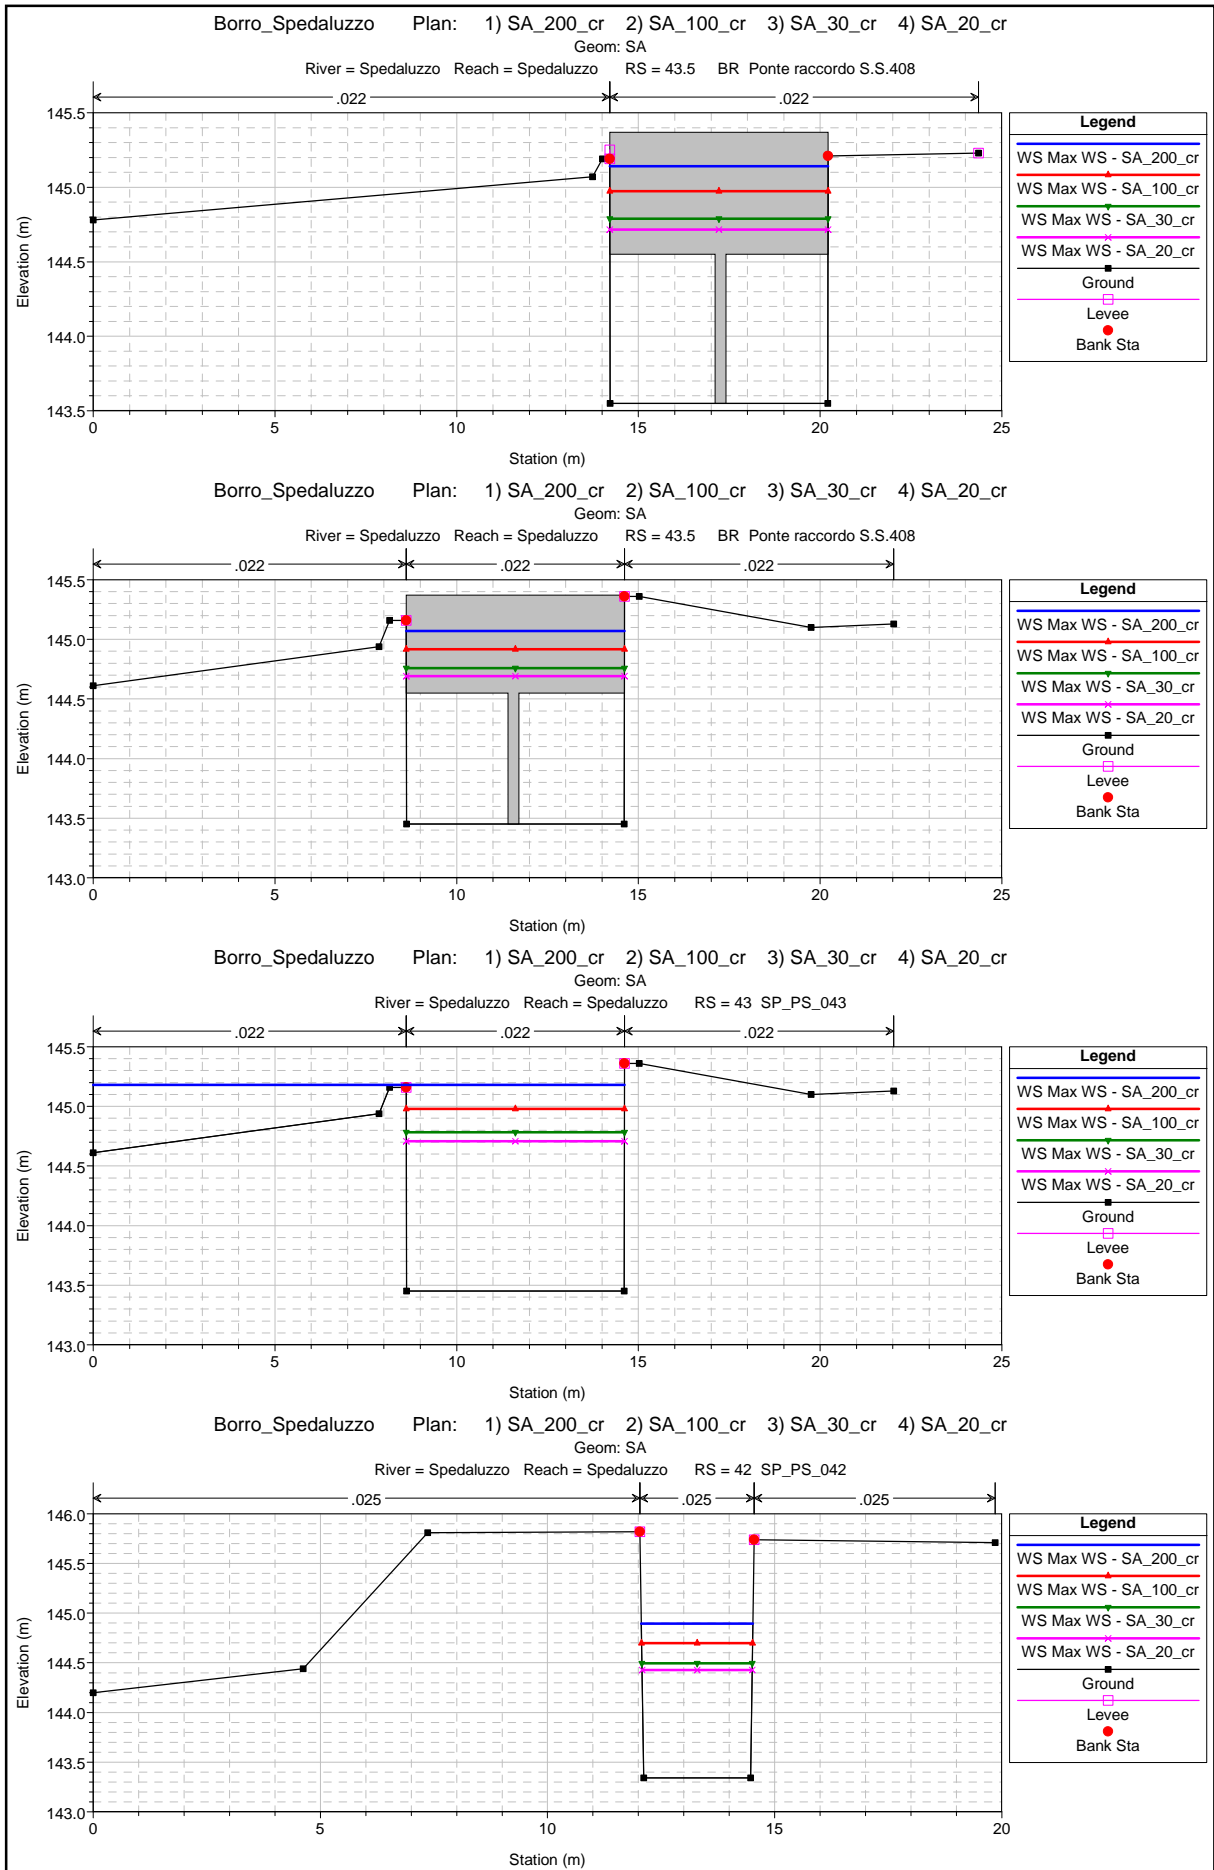 Borro_Spedaluzzo Plan: 1) SA_200_cr 2) SA_100_cr 3) SA_30_cr 4) SA_20_cr
Geom: SA
River = Spedaluzzo Reach = Spedaluzzo RS = 43.5 BR Ponte raccordo S.S.408
.022 .022
145.5
145.0
144.5
144.0
143.5
Elevation (m)
0 5 10 15 20 25
Station (m)
Legend
WS Max WS - SA_200_cr
WS Max WS - SA_100_cr
WS Max WS - SA_30_cr
WS Max WS - SA_20_cr
Ground
Levee
Bank Sta
Borro_Spedaluzzo Plan: 1) SA_200_cr 2) SA_100_cr 3) SA_30_cr 4) SA_20_cr
Geom: SA
River = Spedaluzzo Reach = Spedaluzzo RS = 43.5 BR Ponte raccordo S.S.408
.022 .022 .022
145.5
145.0
144.5
144.0
143.5
143.0
Elevation (m)
0 5 10 15 20 25
Station (m)
Legend
WS Max WS - SA_200_cr
WS Max WS - SA_100_cr
WS Max WS - SA_30_cr
WS Max WS - SA_20_cr
Ground
Levee
Bank Sta
Borro_Spedaluzzo Plan: 1) SA_200_cr 2) SA_100_cr 3) SA_30_cr 4) SA_20_cr
Geom: SA
River = Spedaluzzo Reach = Spedaluzzo RS = 43 SP_PS_043
.022 .022 .022
145.5
145.0
144.5
144.0
143.5
143.0
Elevation (m)
0 5 10 15 20 25
Station (m)
Legend
WS Max WS - SA_200_cr
WS Max WS - SA_100_cr
WS Max WS - SA_30_cr
WS Max WS - SA_20_cr
Ground
Levee
Bank Sta
Borro_Spedaluzzo Plan: 1) SA_200_cr 2) SA_100_cr 3) SA_30_cr 4) SA_20_cr
Geom: SA
River = Spedaluzzo Reach = Spedaluzzo RS = 42 SP_PS_042
.025 .025 .025
146.0
145.5
145.0
144.5
144.0
143.5
143.0
Elevation (m)
0 5 10 15 20
Station (m)
Legend
WS Max WS - SA_200_cr
WS Max WS - SA_100_cr
WS Max WS - SA_30_cr
WS Max WS - SA_20_cr
Ground
Levee
Bank Sta